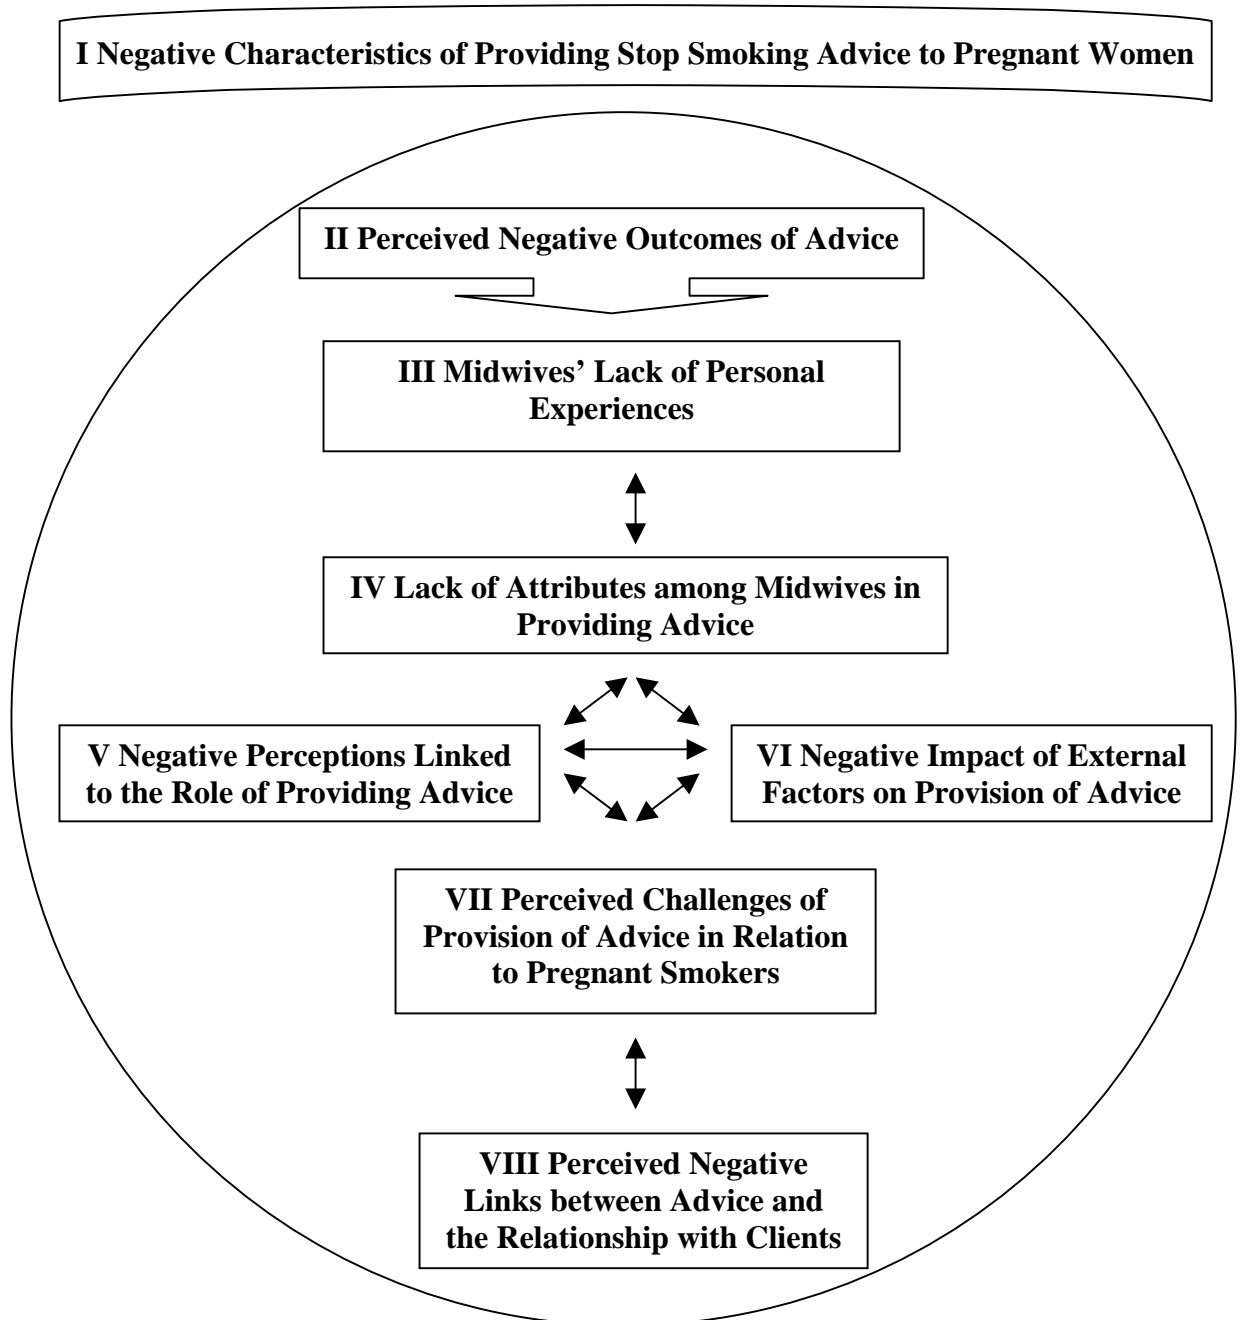 I Negative Characteristics of Providing Stop Smoking Advice to Pregnant Women
II Perceived Negative Outcomes of Advice
III Midwives’ Lack of Personal
Experiences
IV Lack of Attributes among Midwives in
Providing Advice
V Negative Perceptions Linked
to the Role of Providing Advice
VI Negative Impact of External
Factors on Provision of Advice
VII Perceived Challenges of
Provision of Advice in Relation
to Pregnant Smokers
VIII Perceived Negative
Links between Advice and
the Relationship with Clients